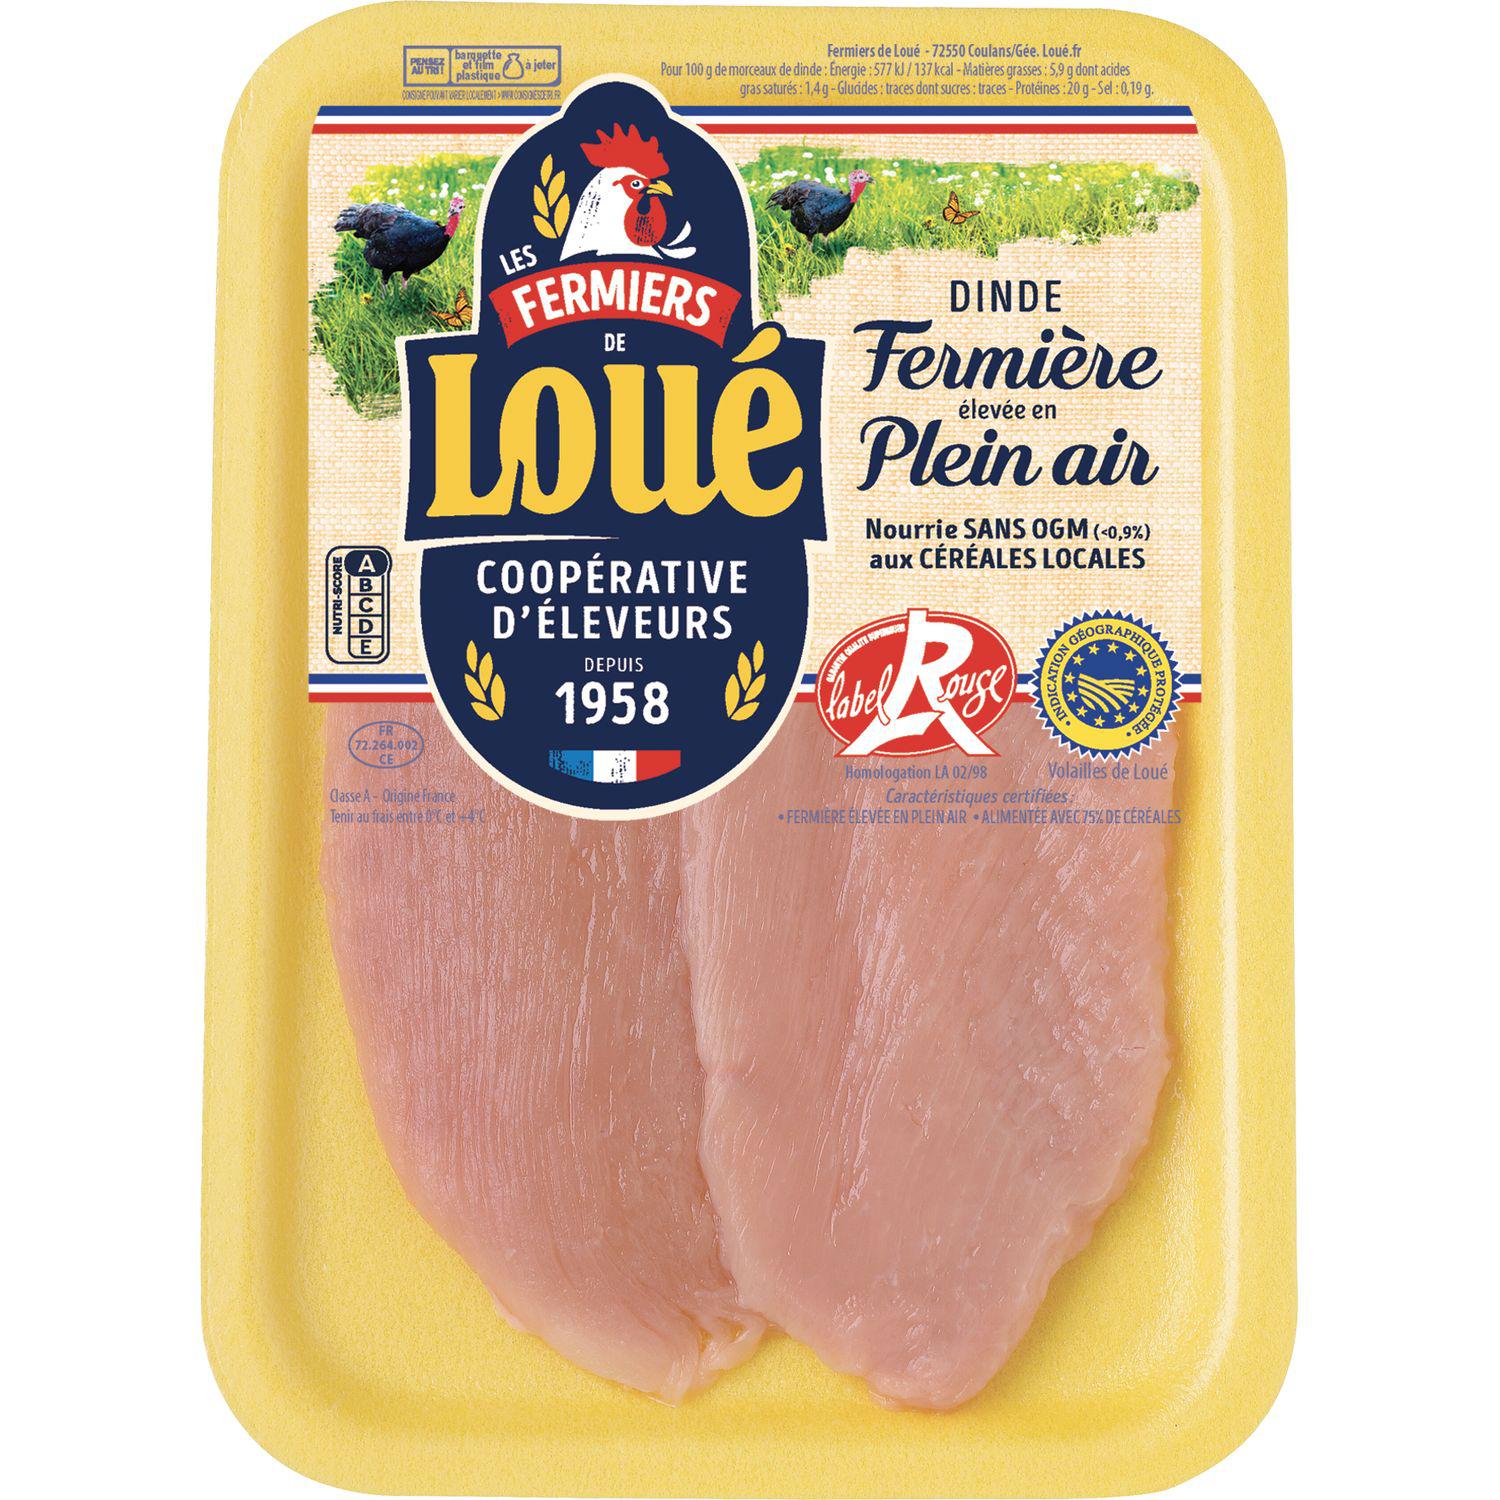 PENSEZ
AU TRI !
barquette
et film
plastique
à jeter
CONSIGNE POUVANT VARIER LOCALEMENT > WWW.CONSIGNESDETRI.FR
Fermiers de Loué - 72550 Coulans/Gée. Loué.fr
Pour 100 g de morceaux de dinde : Énergie : 577 kJ / 137 kcal - Matières grasses : 5,9 g dont acides
gras saturés : 1,4 g - Glucides : traces dont sucres : traces - Protéines : 20 g - Sel : 0,19 g.
LES
FERMIERS
DE
Loué
COOPÉRATIVE
D'ÉLEVEURS
DEPUIS
1958
DINDE
Fermière
élevée en
Plein air
Nourrie SANS OGM (<0,9%)
aux CÉRÉALES LOCALES
NUTRI-SCORE
A
B
C
D
E
label Rouge
Homologation LA 02/98
INDICATION GÉOGRAPHIQUE PROTÉGÉE
Volailles de Loué
Caractéristiques certifiées :
• FERMIÈRE ÉLEVÉE EN PLEIN AIR • ALIMENTÉE AVEC 75% DE CÉRÉALES
FR
72.264.002
CE
Classe A - Origine France
Tenir au frais entre 0°C et +4°C